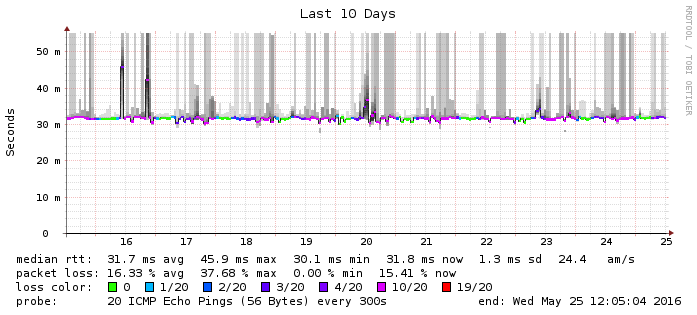 Last 10 Days
RRDTOOL / TOBI OETIKER
Seconds
50 m
40 m
30 m
20 m
10 m
0
16 17 18 19 20 21 22 23 24 25
median rtt: 31.7 ms avg 45.9 ms max 30.1 ms min 31.8 ms now 1.3 ms sd 24.4 am/s
packet loss: 16.33 % avg 37.68 % max 0.00 % min 15.41 % now
loss color: 0 1/20 2/20 3/20 4/20 10/20 19/20
probe: 20 ICMP Echo Pings (56 Bytes) every 300s end: Wed May 25 12:05:04 2016